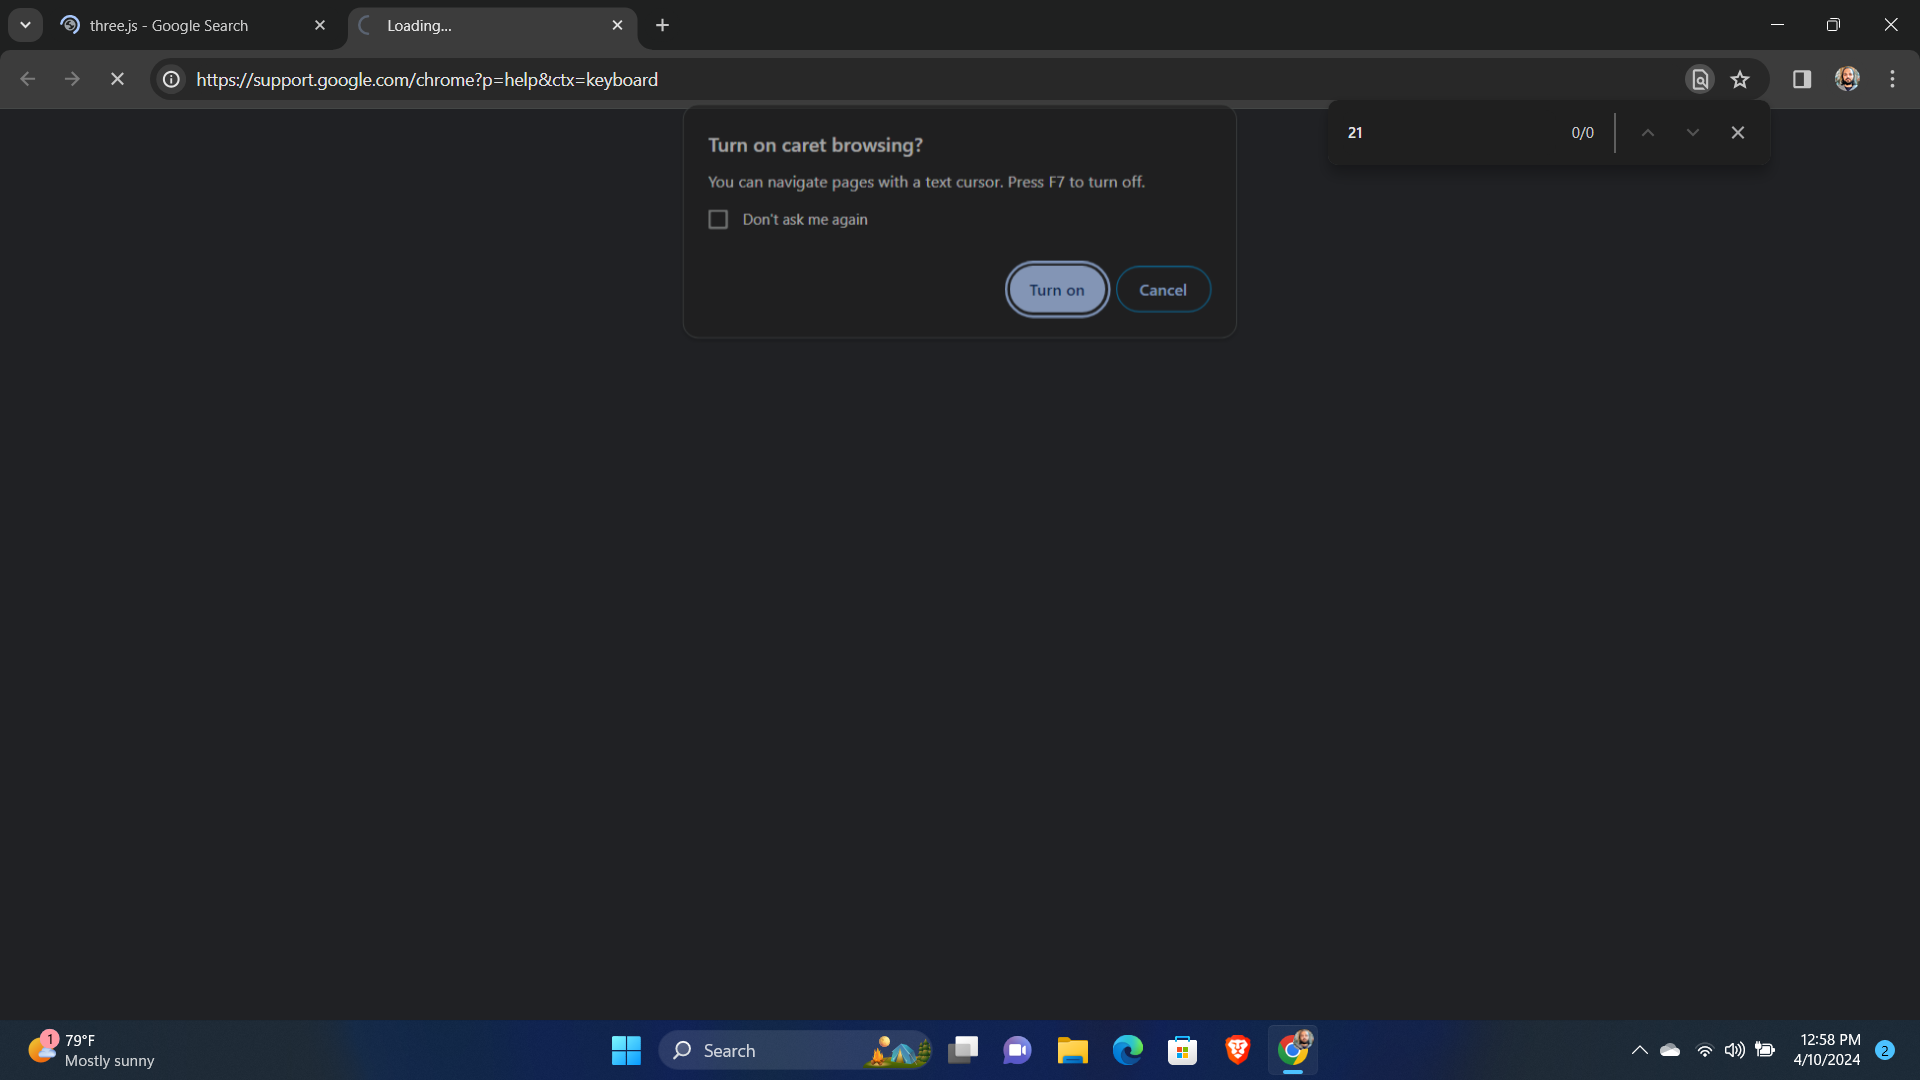 three.js - Google Search
Loading...
https://support.google.com/chrome?p=help&ctx=keyboard
21
0/0
Turn on caret browsing?
You can navigate pages with a text cursor. Press F7 to turn off.
Don't ask me again
Turn on
Cancel
1
79°F
Mostly sunny
Search
12:58 PM
4/10/2024
2